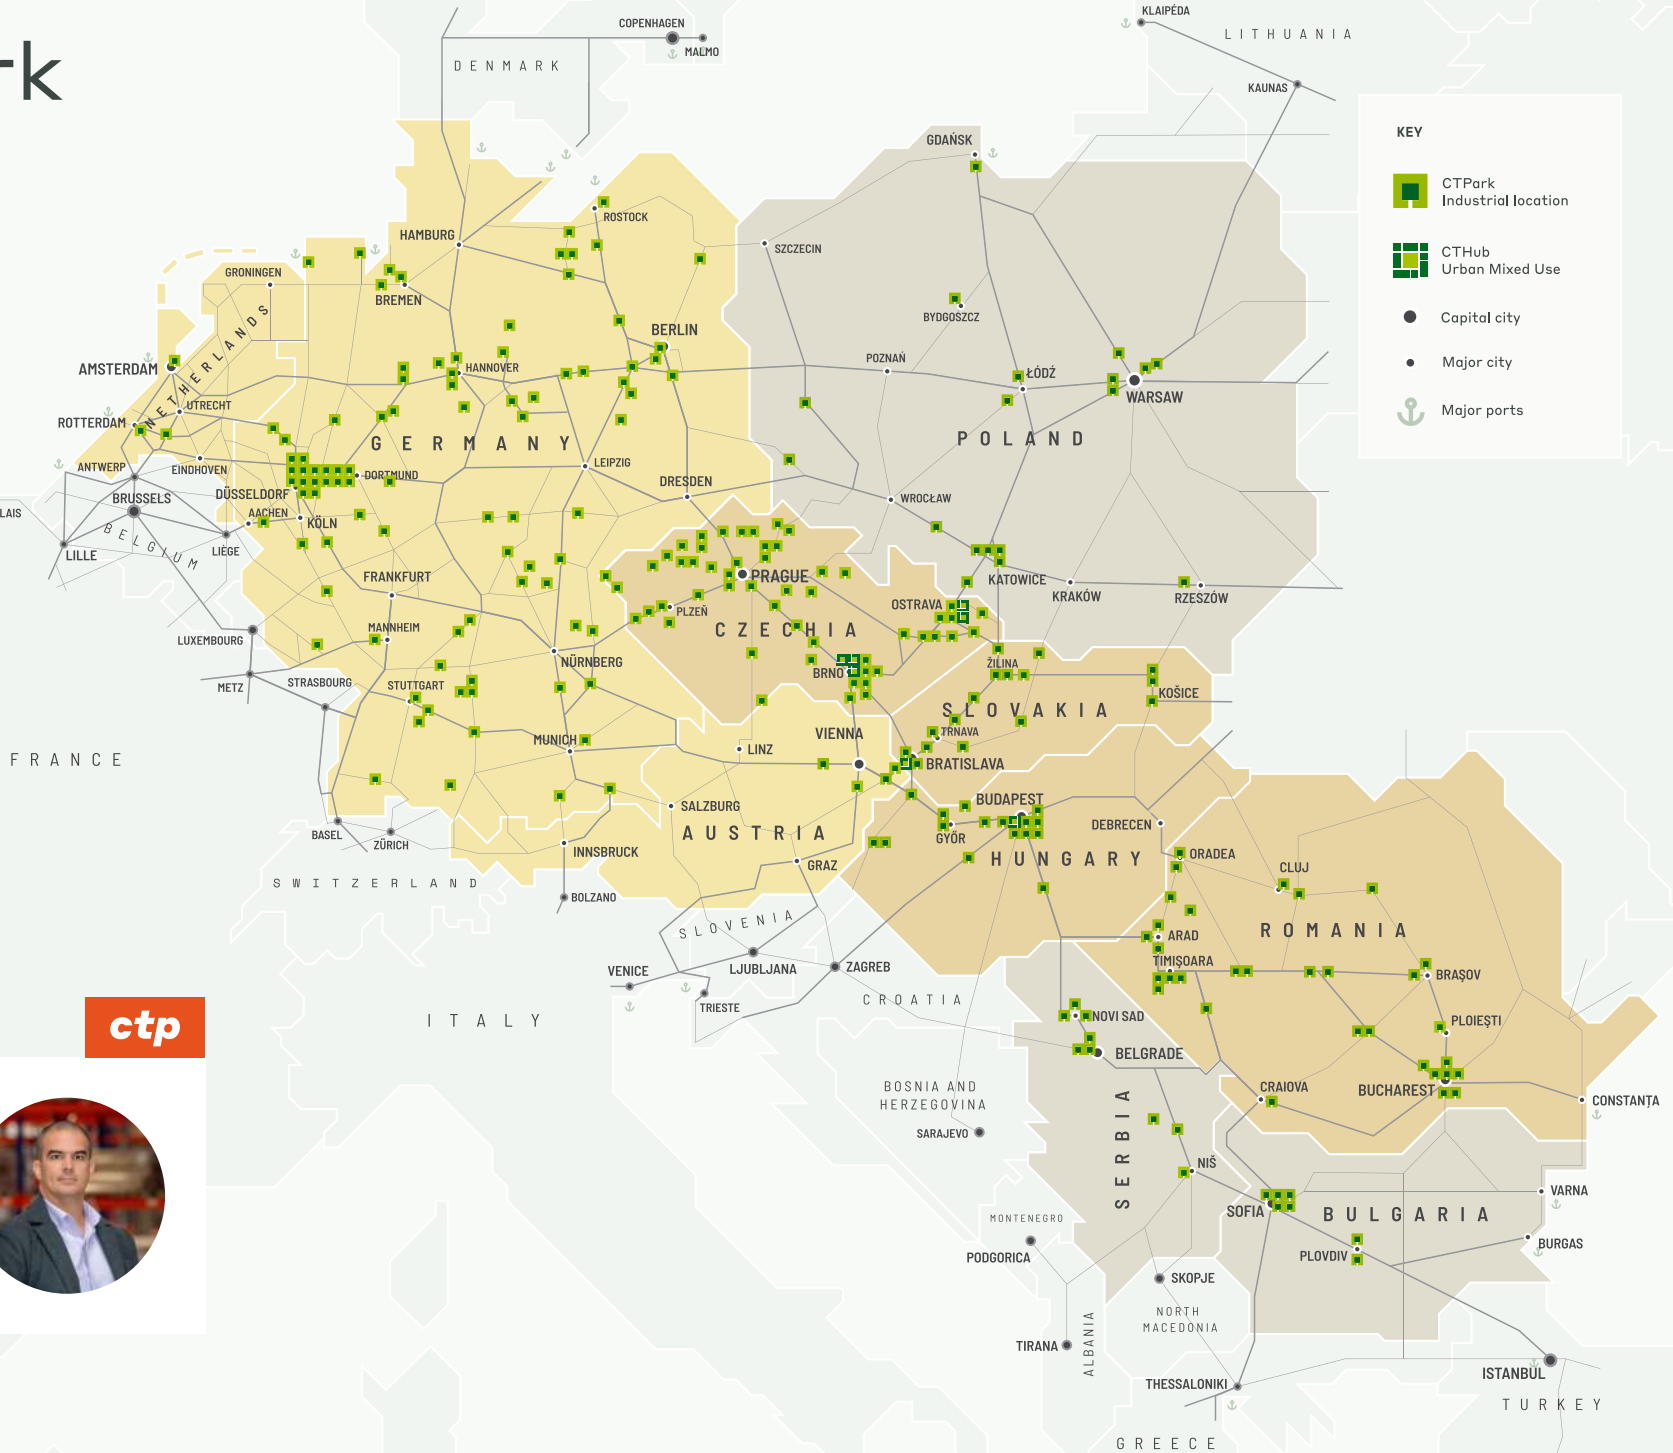 rk
KEY
CTPark
Industrial location
CTHub
Urban Mixed Use
Capital city
Major city
Major ports
KLAIPÉDA
LITHUANIA
COPENHAGEN
MALMO
DENMARK
KAUNAS
GDAŃSK
ROSTOCK
HAMBURG
SZCZECIN
GRONINGEN
BREMEN
BYDGOSZCZ
NETHERLANDS
BERLIN
AMSTERDAM
HANNOVER
POZNAŃ
ŁÓDŹ
WARSAW
UTRECHT
ROTTERDAM
GERMANY
POLAND
ANTWERP
EINDHOVEN
DORTMUND
LEIPZIG
DRESDEN
BRUSSELS
DÜSSELDORF
WROCŁAW
LAIS
AACHEN
KÖLN
BELGIUM
LILLE
LIÈGE
FRANKFURT
PRAGUE
KATOWICE
KRAKÓW
RZESZÓW
OSTRAVA
PLZEŇ
CZECHIA
LUXEMBOURG
MANNHEIM
NÜRNBERG
ŽILINA
BRNO
METZ
STRASBOURG
STUTTGART
KOŠICE
SLOVAKIA
FRANCE
MUNICH
LINZ
VIENNA
TRNAVA
BRATISLAVA
SALZBURG
BUDAPEST
BASEL
ZÜRICH
AUSTRIA
GYŐR
DEBRECEN
INNSBRUCK
GRAZ
HUNGARY
ORADEA
CLUJ
SWITZERLAND
BOLZANO
SLOVENIA
ROMANIA
ARAD
VENICE
LJUBLJANA
ZAGREB
TIMIȘOARA
BRAȘOV
TRIESTE
CROATIA
ITALY
NOVI SAD
PLOIEȘTI
ctp
BELGRADE
BOSNIA AND
HERZEGOVINA
CRAIOVA
BUCHAREST
CONSTANȚA
SARAJEVO
SERBIA
NIŠ
VARNA
SOFIA
BULGARIA
MONTENEGRO
PODGORICA
PLOVDIV
BURGAS
SKOPJE
NORTH
MACEDONIA
TIRANA
ALBANIA
ISTANBUL
THESSALONIKI
TURKEY
GREECE